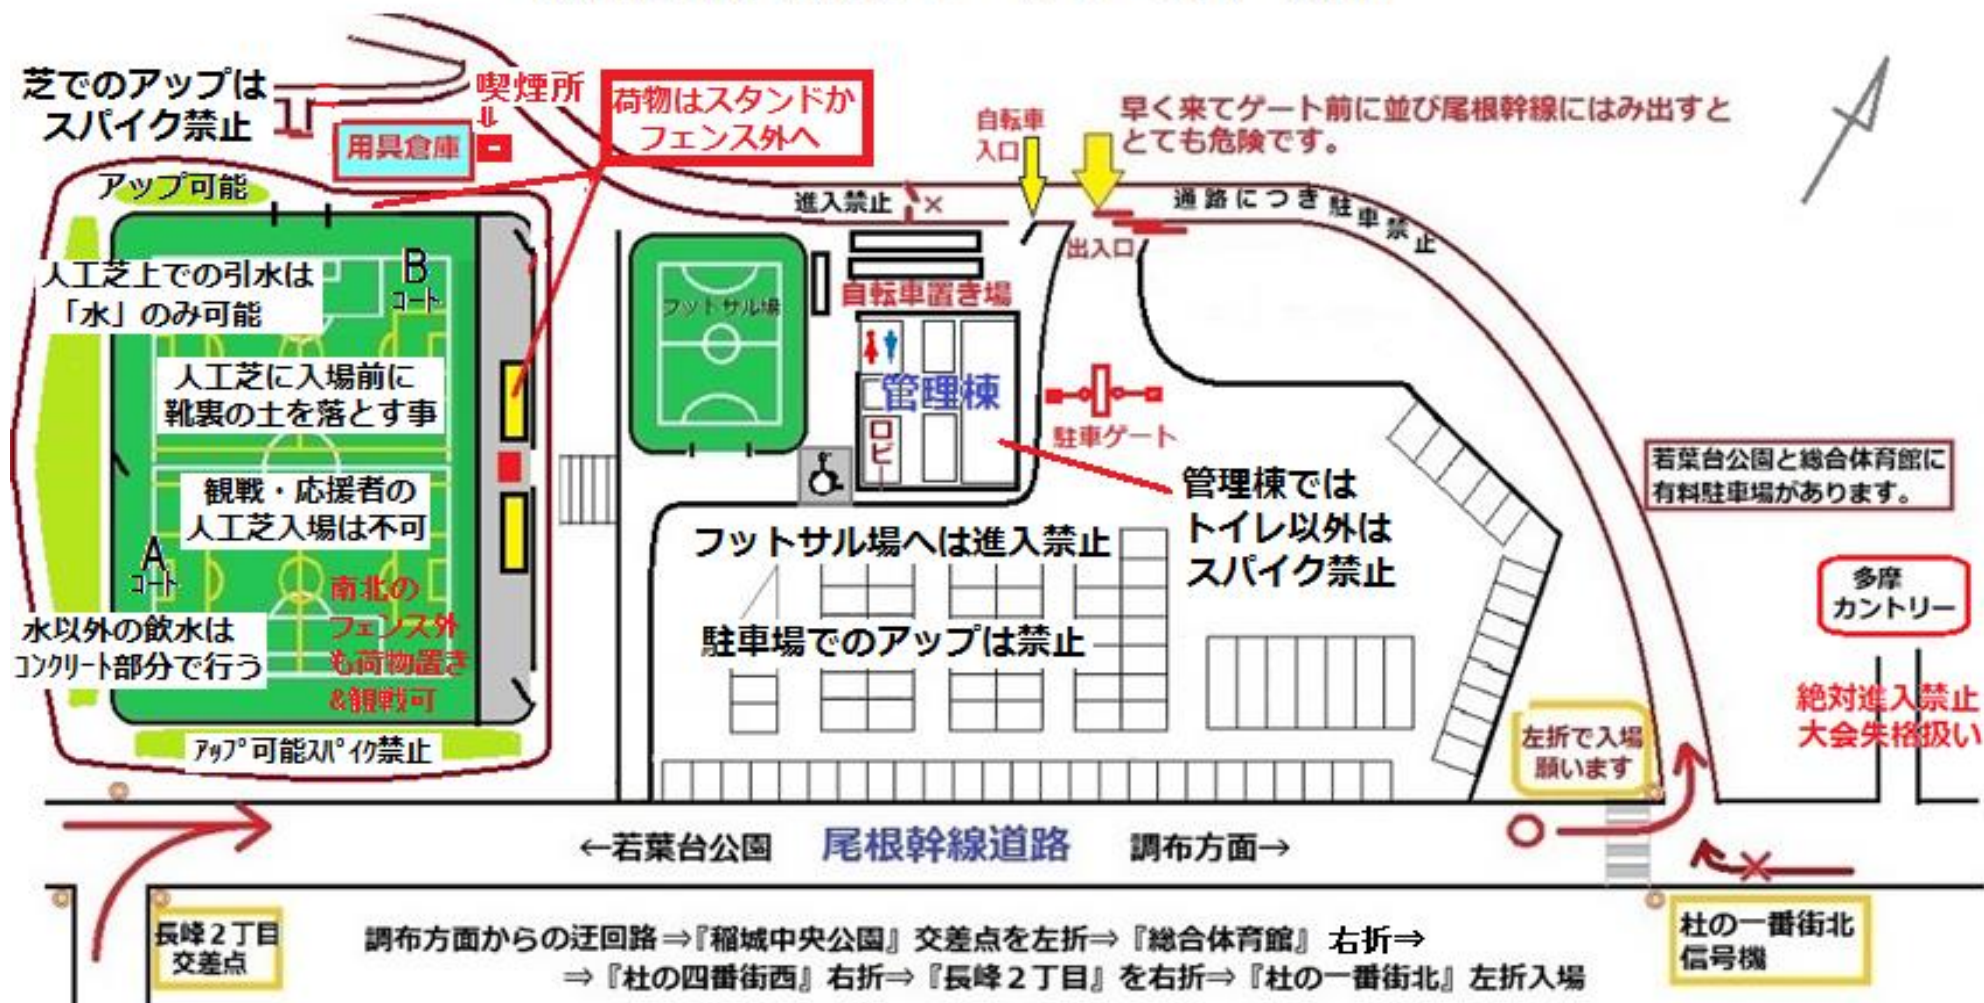 芝でのアップは
スパイク禁止
喫煙所
⇓
用具倉庫
荷物はスタンドか
フェンス外へ
自転車
入口
早く来てゲート前に並び尾根幹線にはみ出すと
とても危険です。
アップ可能
進入禁止
×
通路につき駐車禁止
出入口
人工芝上での引水は
「水」のみ可能
B
コート
フットサル場
自転車置き場
人工芝に入場前に
靴裏の土を落とす事
管理棟
ロビー
駐車ゲート
若葉台公園と総合体育館に
有料駐車場があります。
観戦・応援者の
人工芝入場は不可
管理棟では
トイレ以外は
スパイク禁止
A
コート
フットサル場へは進入禁止
南北の
フェンス外
も荷物置き
&観戦可
多摩
カントリー
水以外の飲水は
コンクリート部分で行う
駐車場でのアップは禁止
絶対進入禁止
大会失格扱い
アップ可能スパイク禁止
左折で入場
願います
←若葉台公園 尾根幹線道路 調布方面→
長峰２丁目
交差点
調布方面からの迂回路⇒『稲城中央公園』交差点を左折⇒『総合体育館』右折⇒
⇒『杜の四番街西』右折⇒『長峰２丁目』を右折⇒『杜の一番街北』左折入場
杜の一番街北
信号機